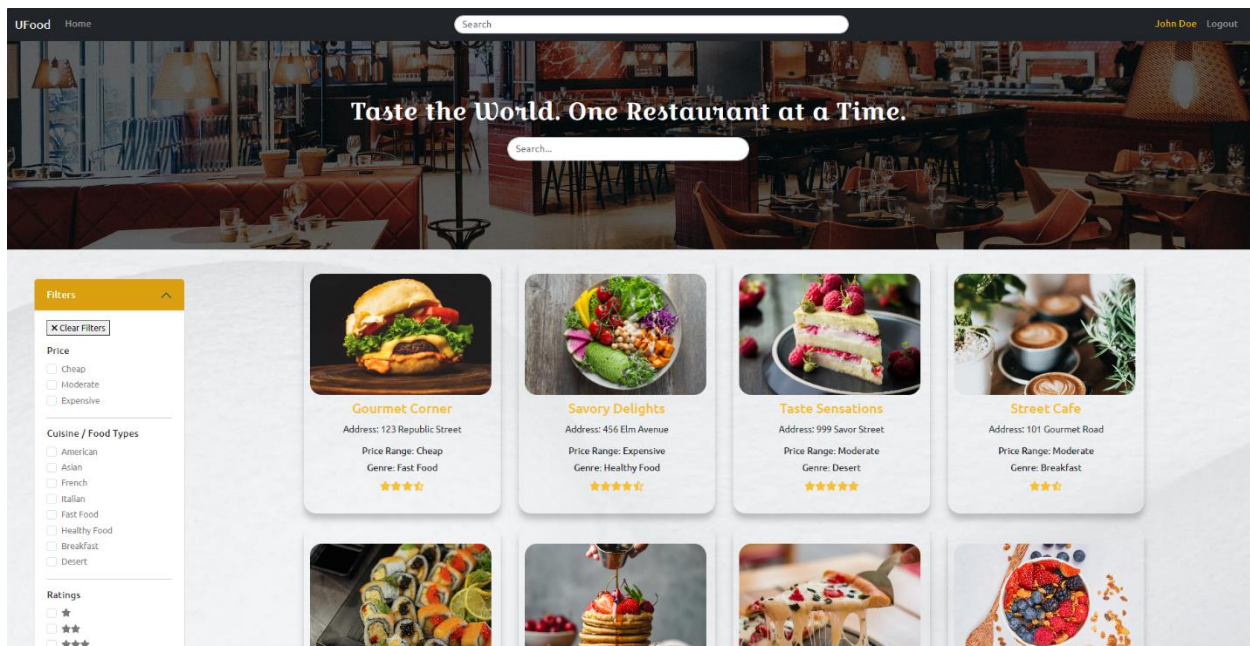 UFood Home Search John Doe Logout
Taste the World. One Restaurant at a Time.
Search...
Filters
× Clear Filters
Price
Cheap
Moderate
Expensive
Cuisine / Food Types
American
Asian
French
Italian
Fast Food
Healthy Food
Breakfast
Desert
Ratings
Gourmet Corner
Address: 123 Republic Street
Price Range: Cheap
Genre: Fast Food
Savory Delights
Address: 456 Elm Avenue
Price Range: Expensive
Genre: Healthy Food
Taste Sensations
Address: 999 Savor Street
Price Range: Moderate
Genre: Desert
Street Cafe
Address: 101 Gourmet Road
Price Range: Moderate
Genre: Breakfast